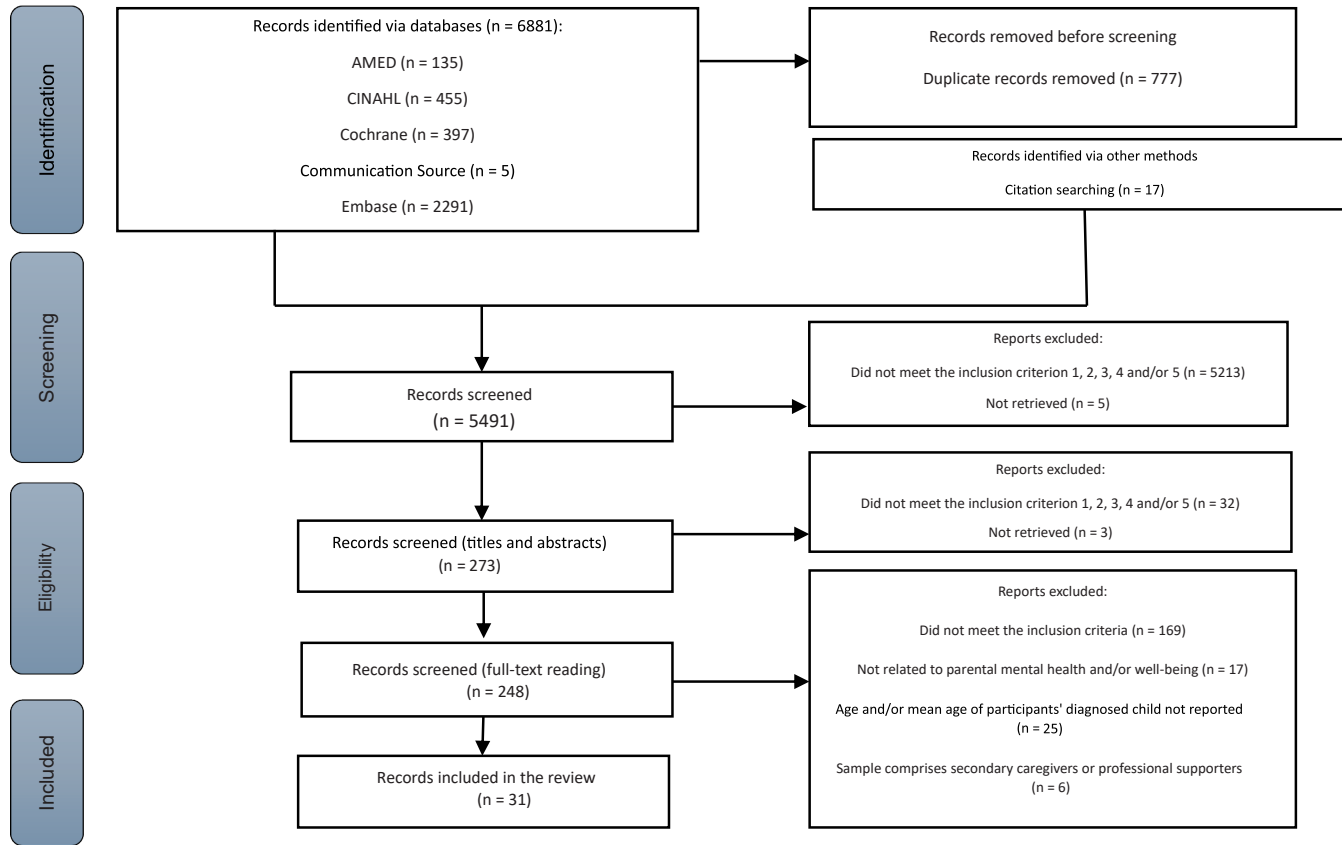 Identification
Records identified via databases (n = 6881):
AMED (n = 135)
CINAHL (n = 455)
Cochrane (n = 397)
Communication Source (n = 5)
Embase (n = 2291)
Records removed before screening
Duplicate records removed (n = 777)
Records identified via other methods
Citation searching (n = 17)
Screening
Records screened
(n = 5491)
Reports excluded:
Did not meet the inclusion criterion 1, 2, 3, 4 and/or 5 (n = 5213)
Not retrieved (n = 5)
Eligibility
Records screened (titles and abstracts)
(n = 273)
Reports excluded:
Did not meet the inclusion criterion 1, 2, 3, 4 and/or 5 (n = 32)
Not retrieved (n = 3)
Records screened (full-text reading)
(n = 248)
Reports excluded:
Did not meet the inclusion criteria (n = 169)
Not related to parental mental health and/or well-being (n = 17)
Age and/or mean age of participants' diagnosed child not reported
(n = 25)
Sample comprises secondary caregivers or professional supporters
(n = 6)
Included
Records included in the review
(n = 31)